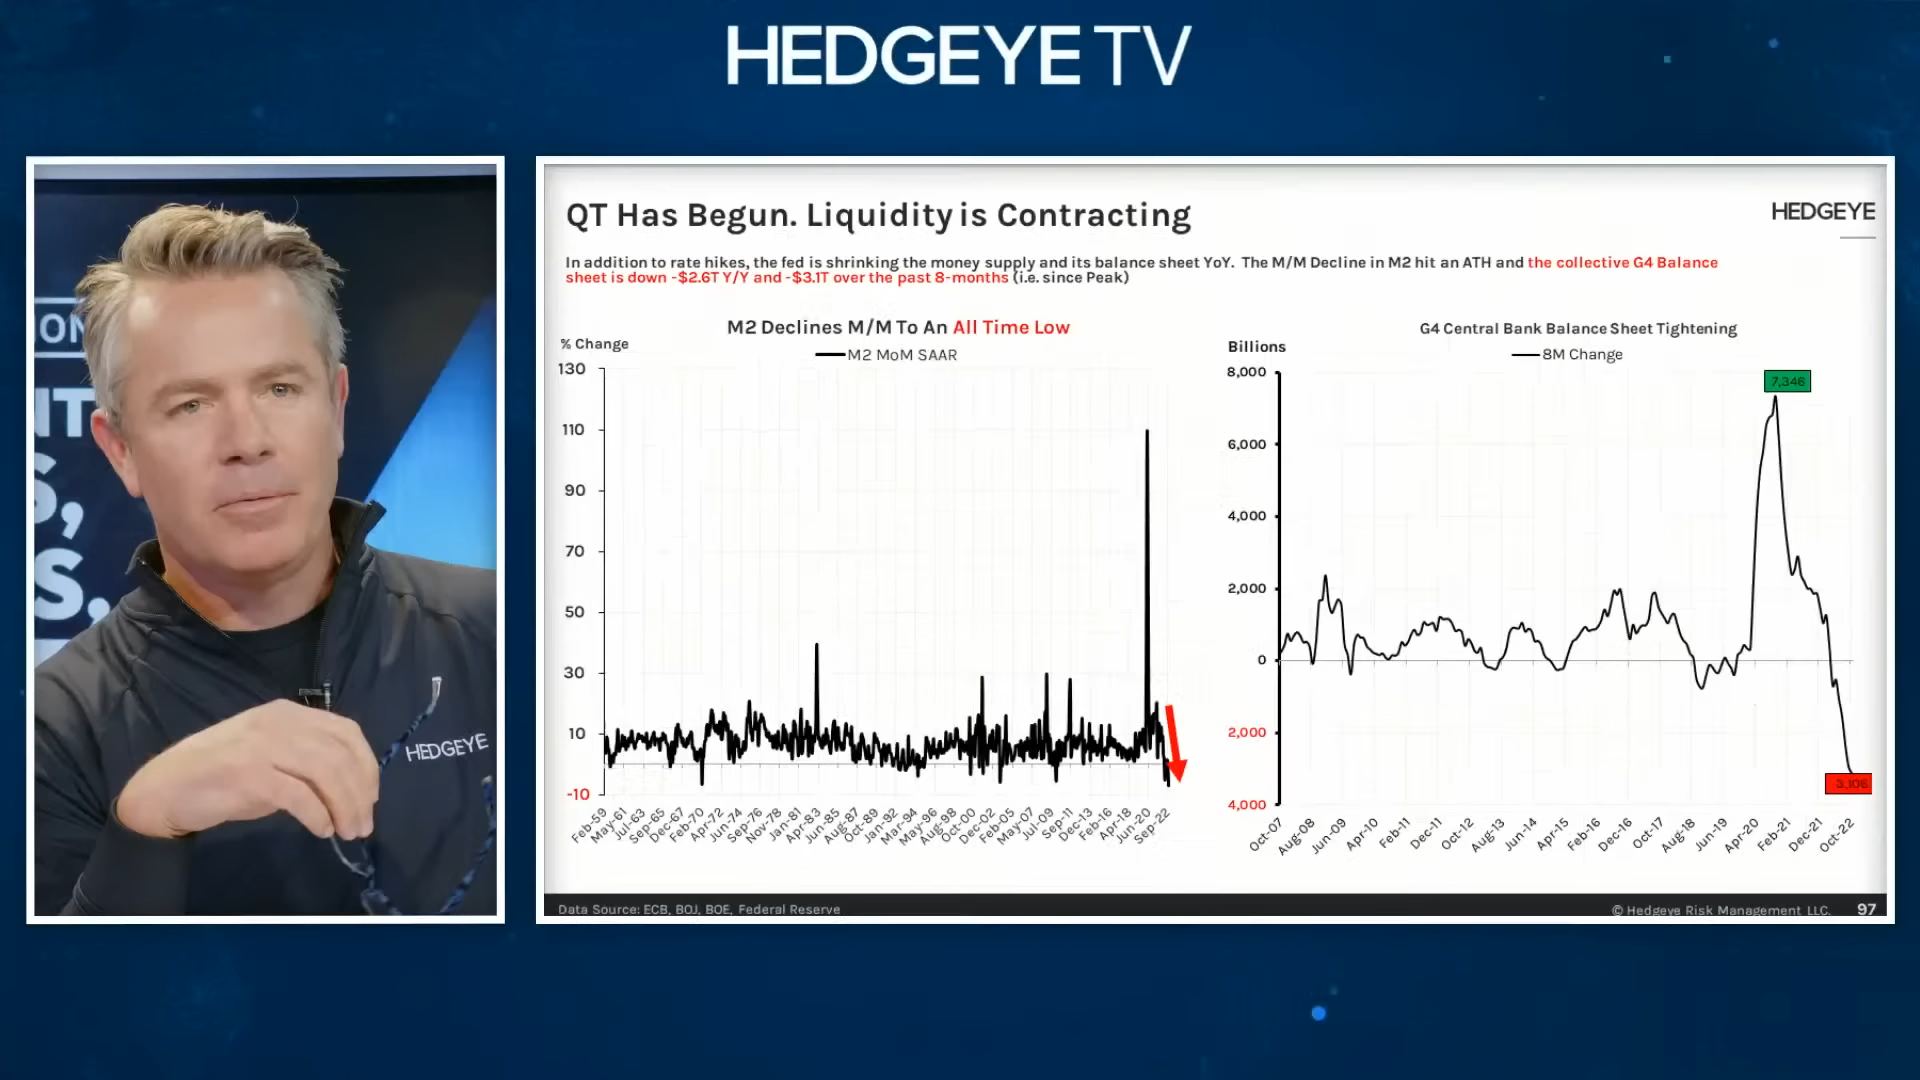 HEDGEYE TV
ION
NT
S,
S.
HEDGEYE
QT Has Begun. Liquidity is Contracting
HEDGEYE
In addition to rate hikes, the fed is shrinking the money supply and its balance sheet YoY. The M/M Decline in M2 hit an ATH and the collective G4 Balance
sheet is down -$2.6T Y/Y and -$3.1T over the past 8-months (i.e. since Peak)
M2 Declines M/M To An All Time Low
% Change
M2 MoM SAAR
130
110
90
70
50
30
10
-10
Feb-59 May-61 Jul-63 Sep-65 Dec-67 Feb-70 Apr-72 Jun-74 Sep-76 Nov-78 Jan-81 Apr-83 Jun-85 Aug-87 Oct-89 Jan-92 Mar-94 May-96 Aug-98 Oct-00 Dec-02 Feb-05 May-07 Jul-09 Sep-11 Dec-13 Feb-16 Apr-18 Jun-20 Sep-22
G4 Central Bank Balance Sheet Tightening
Billions
8M Change
8,000
7,346
6,000
4,000
2,000
0
2,000
3,106
4,000
Oct-07 Aug-08 Jun-09 Apr-10 Feb-11 Dec-11 Oct-12 Aug-13 Jun-14 Apr-15 Feb-16 Dec-16 Oct-17 Aug-18 Jun-19 Apr-20 Feb-21 Dec-21 Oct-22
Data Source: ECB, BOJ, BOE, Federal Reserve
© Hedgeye Risk Management LLC. 97